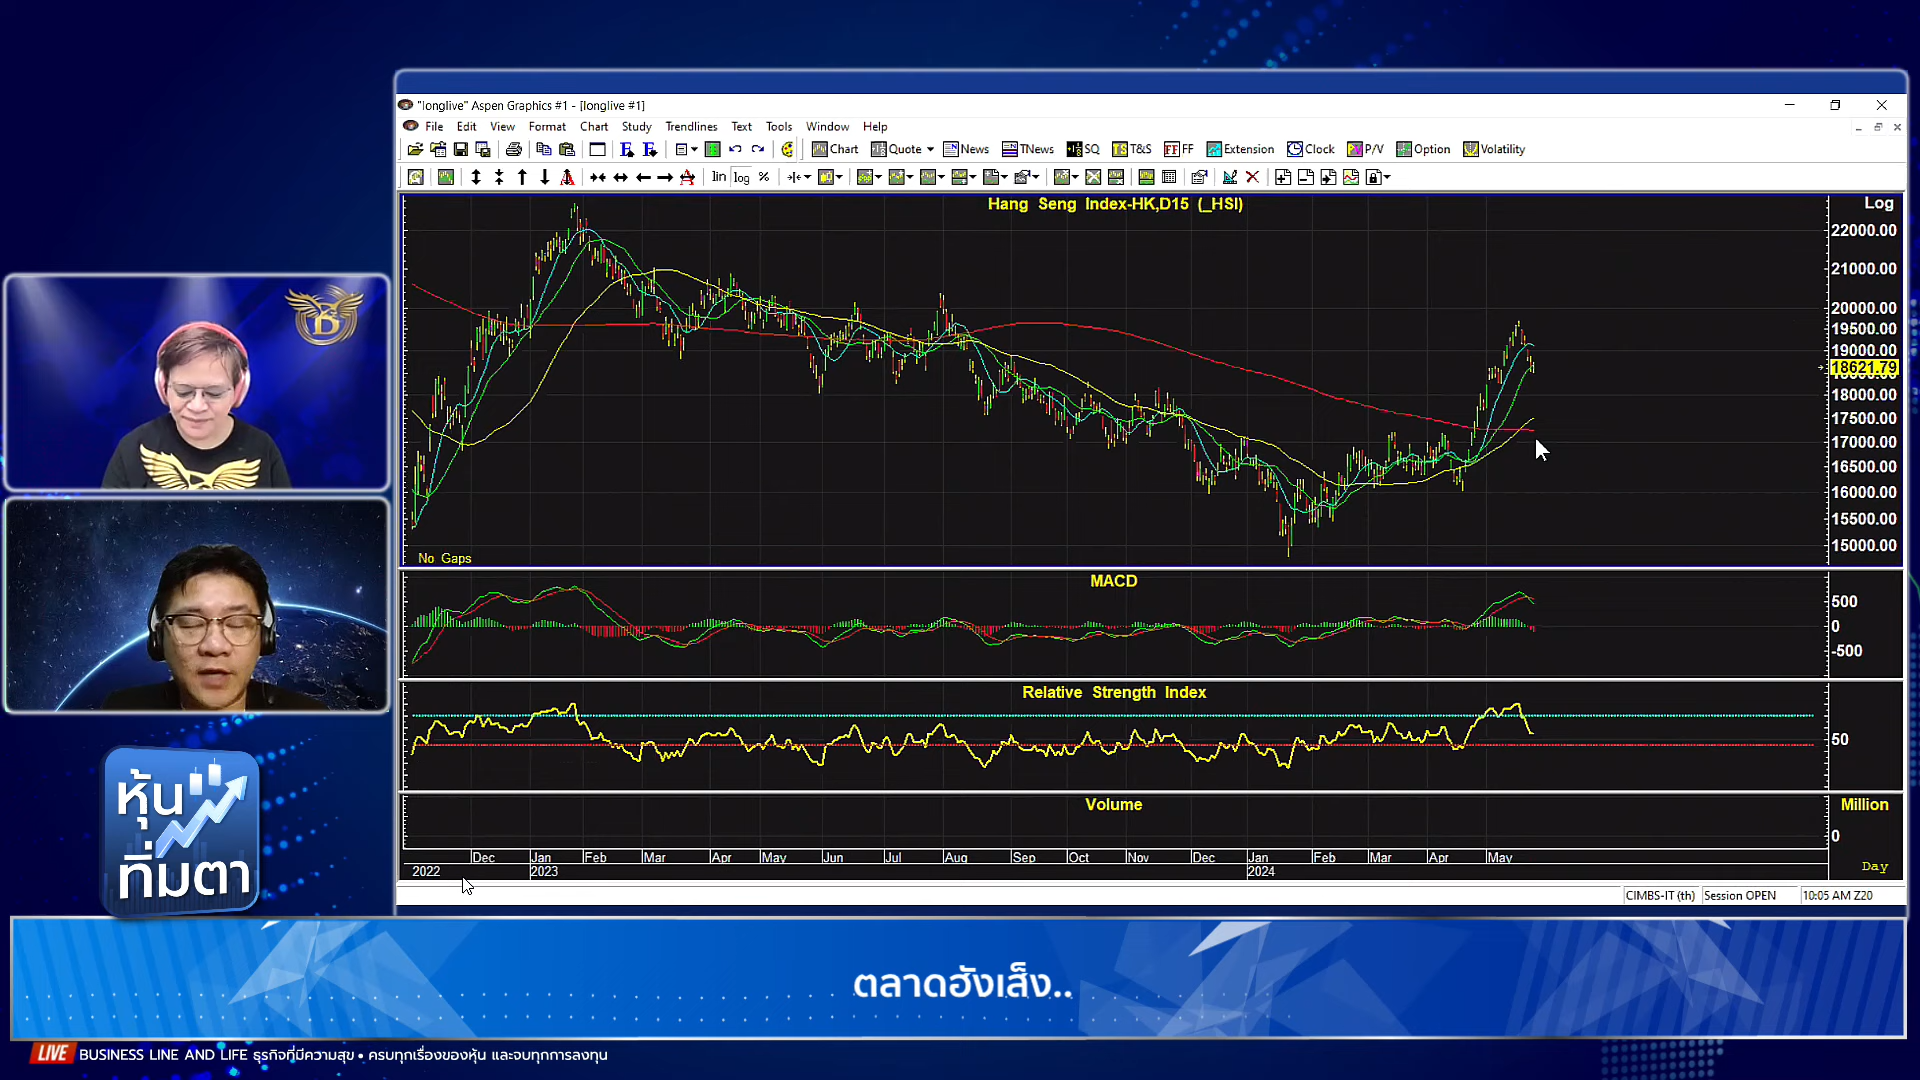 "longlive" Aspen Graphics #1 - [longlive #1]
File Edit View Format Chart Study Trendlines Text Tools Window Help
Chart Quote News TNews SQ T&S FF Extension Clock P/V Option Volatility
lin log %
Hang Seng Index-HK,D15 (_HSI)
Log
22000.00
21000.00
20000.00
19500.00
19000.00
18621.79
18000.00
17500.00
17000.00
16500.00
16000.00
15500.00
15000.00
No Gaps
MACD
500
0
-500
Relative Strength Index
50
Volume
Million
0
Dec Jan Feb Mar Apr May Jun Jul Aug Sep Oct Nov Dec Jan Feb Mar Apr May
2022 2023 2024
Day
CIMBS-IT (th) Session OPEN 10:05 AM Z20
หุ้น
ทิ่มตา
ตลาดฮังเส็ง..
LIVE BUSINESS LINE AND LIFE ธุรกิจที่มีความสุข • ครบทุกเรื่องของหุ้น และจบทุกการลงทุน